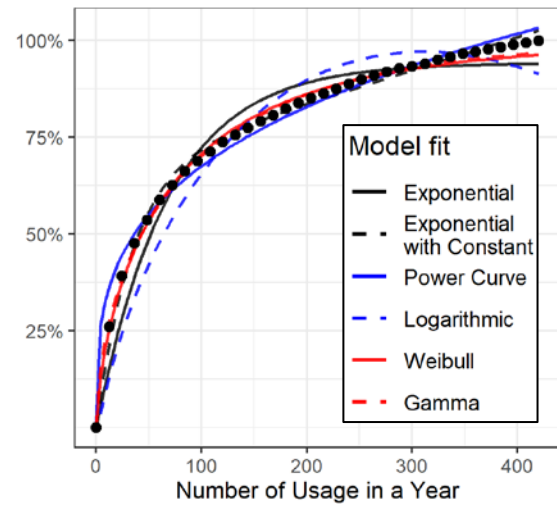 100%
75%
50%
25%
0
100
200
300
400
Number of Usage in a Year
Model fit
Exponential
Exponential
with Constant
Power Curve
Logarithmic
Weibull
Gamma